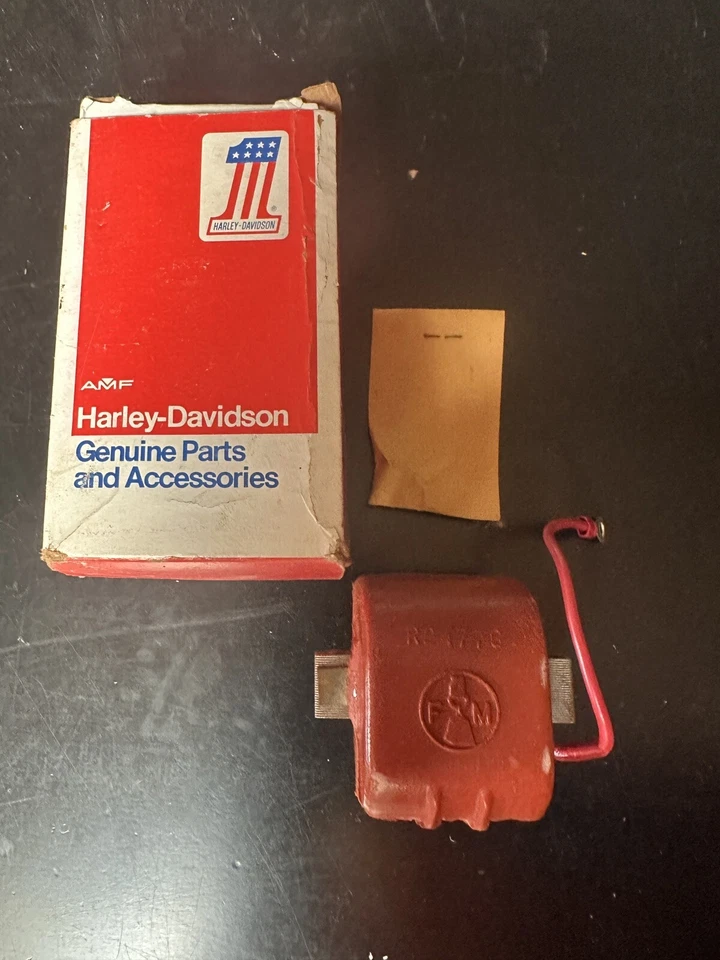 HARLEY-DAVIDSON
AMF
Harley-Davidson
Genuine Parts
and Accessories
F M